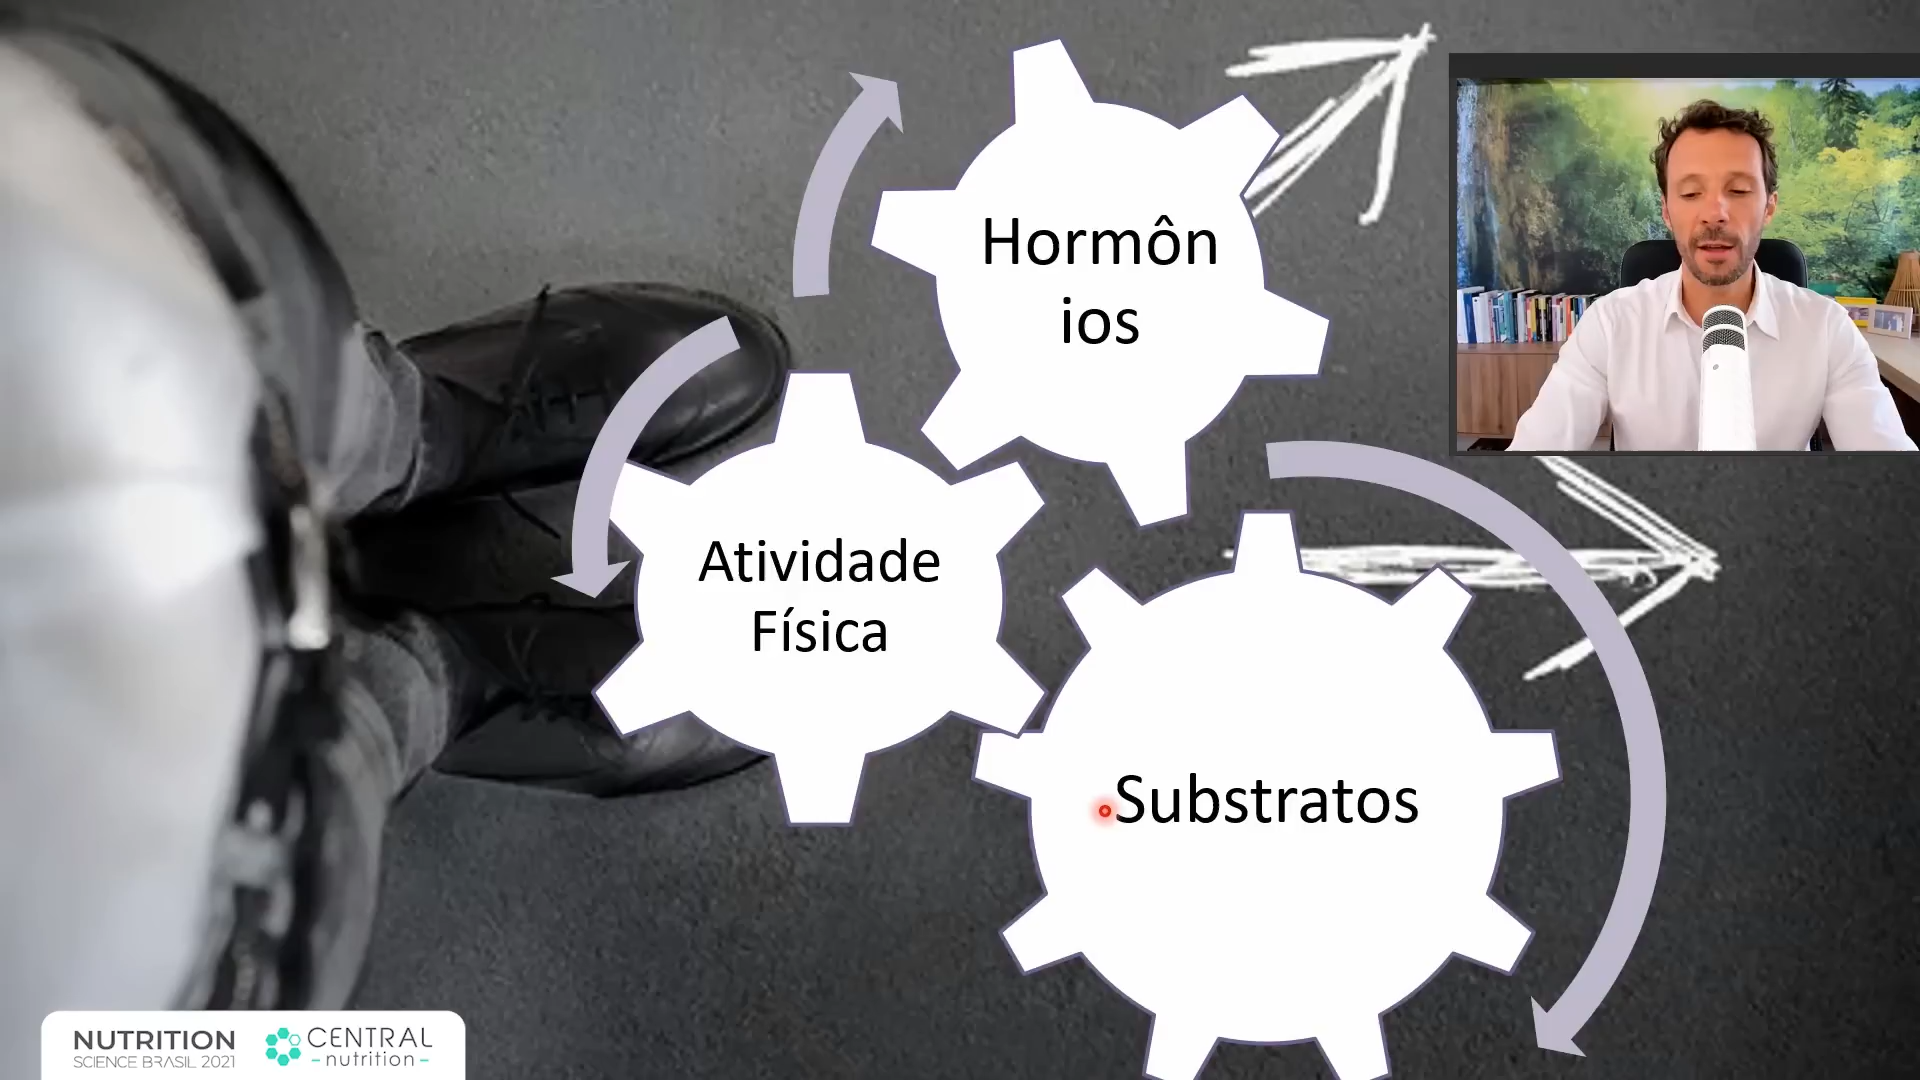 Hormôn
ios
Atividade
Física
Substratos
NUTRITION
SCIENCE BRASIL 2021
CENTRAL
nutrition